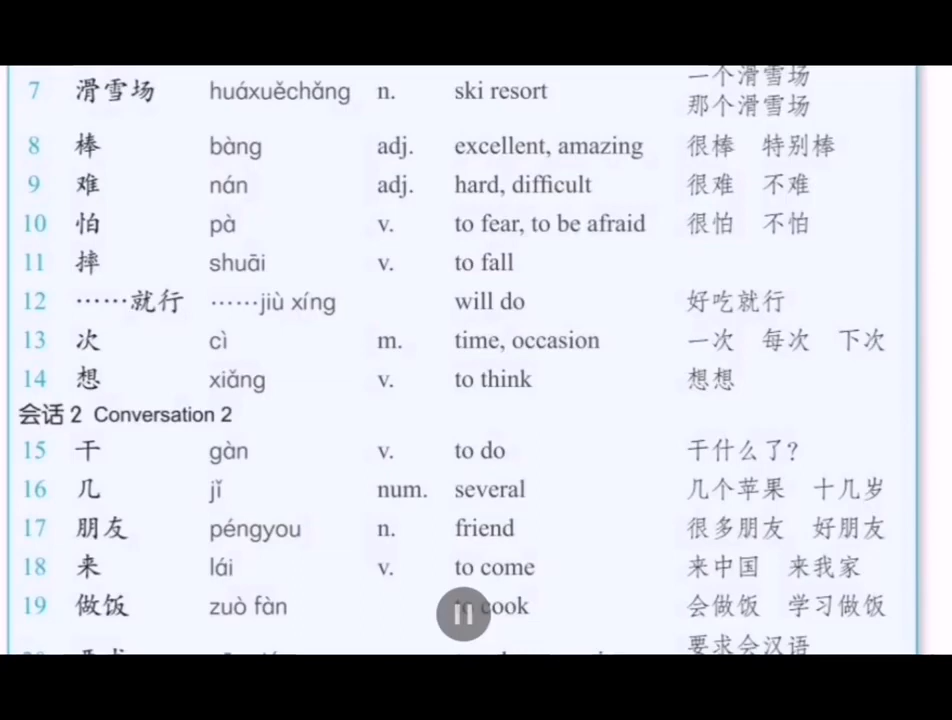 一个滑雪场
7 滑雪场 huáxuěchǎng n. ski resort
那个滑雪场
8 棒 bàng adj. excellent, amazing 很棒 特别棒
9 难 nán adj. hard, difficult 很难 不难
10 怕 pà v. to fear, to be afraid 很怕 不怕
11 摔 shuāi v. to fall
12 ……就行 ……jiù xíng will do 好吃就行
13 次 cì m. time, occasion 一次 每次 下次
14 想 xiǎng v. to think 想想
会话 2 Conversation 2
15 干 gàn v. to do 干什么了?
16 几 jǐ num. several 几个苹果 十几岁
17 朋友 péngyou n. friend 很多朋友 好朋友
18 来 lái v. to come 来中国 来我家
19 做饭 zuò fàn to cook 会做饭 学习做饭
要求会汉语